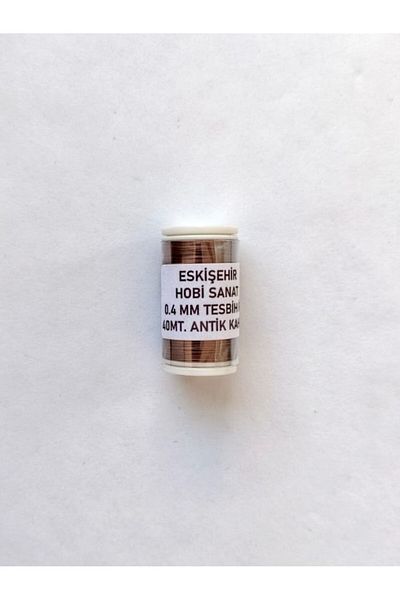 ESKİŞEHİR
HOBİ SANAT
0.4 MM TESBİH
40MT. ANTİK